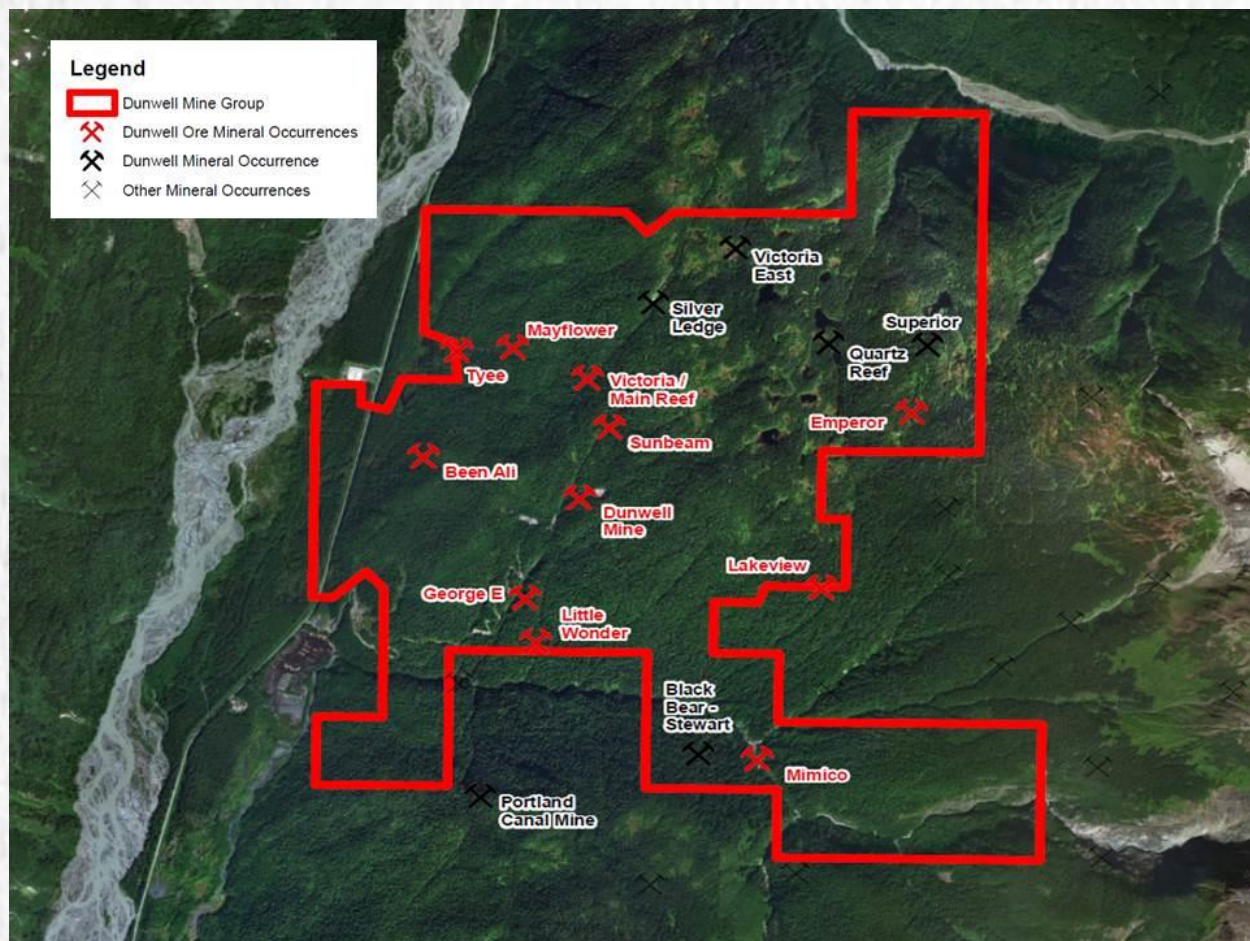 Legend
Dunwell Mine Group
Dunwell Ore Mineral Occurrences
Dunwell Mineral Occurrence
Other Mineral Occurrences
Victoria
East
Silver
Ledge
Superior
Mayflower
Quartz
Reef
Tyee
Victoria /
Main Reef
Emperor
Sunbeam
Been Ali
Dunwell
Mine
Lakeview
George E
Little
Wonder
Black
Bear -
Stewart
Mimico
Portland
Canal Mine